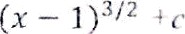 (x − 1)^{3/2} + c